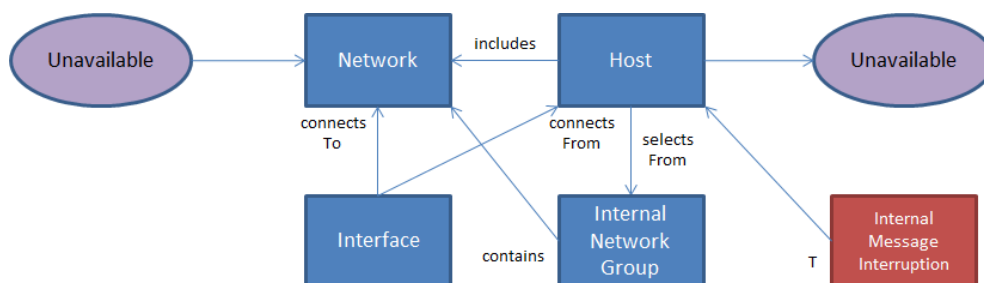 Unavailable
Network
includes
Host
Unavailable
connects
To
connects
From
selects
From
Interface
contains
Internal
Network
Group
T
Internal
Message
Interruption